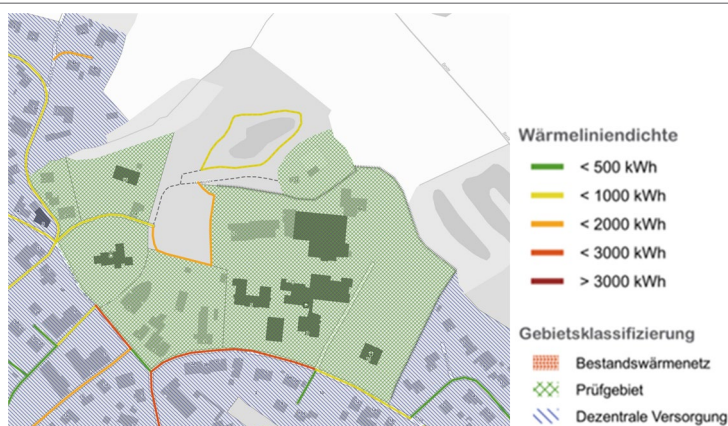 Wärmeliniendichte
< 500 kWh
< 1000 kWh
< 2000 kWh
< 3000 kWh
> 3000 kWh
Gebietsklassifizierung
Bestandswärmenetz
Prüfgebiet
Dezentrale Versorgung